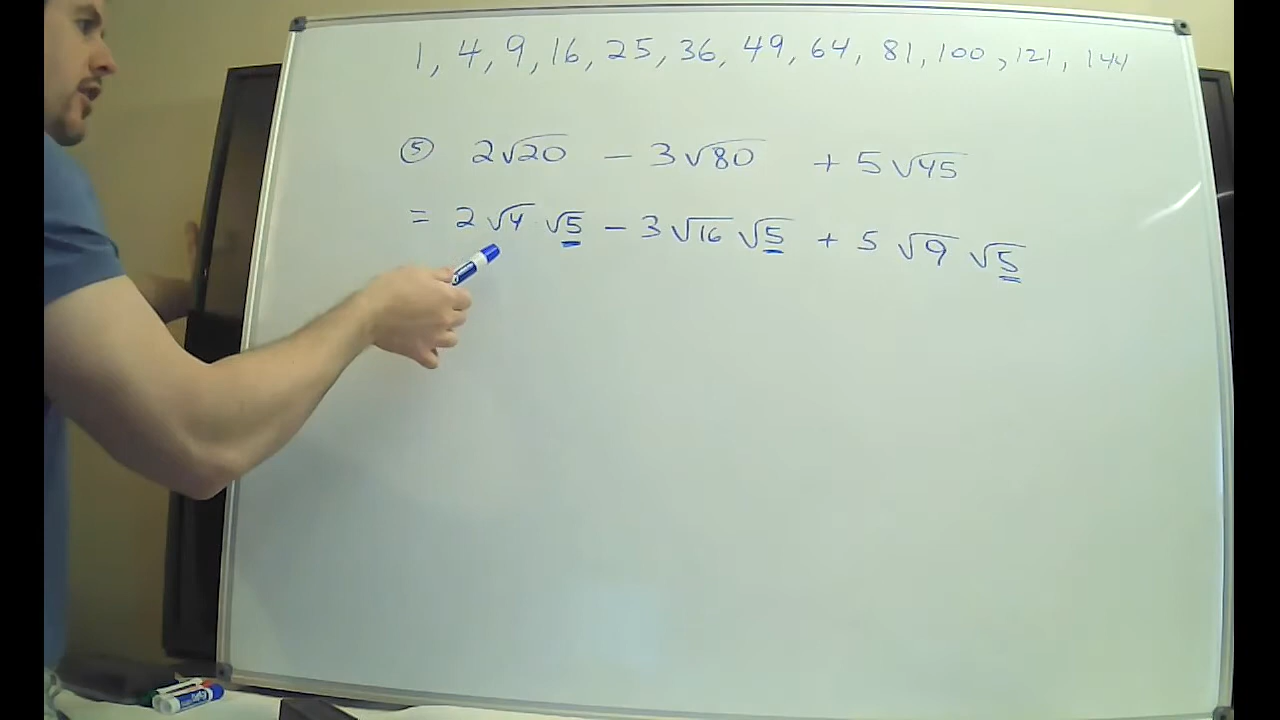 1, 4, 9, 16, 25, 36, 49, 64, 81, 100, 121, 144
⑤ 2√20 − 3√80 + 5√45
= 2√4 √5 − 3√16 √5 + 5√9 √5